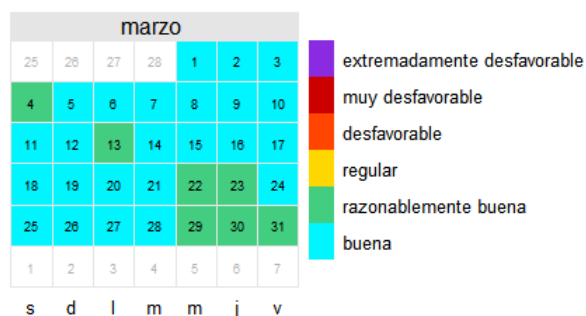 marzo
25 26 27 28 1 2 3
4 5 6 7 8 9 10
11 12 13 14 15 16 17
18 19 20 21 22 23 24
25 26 27 28 29 30 31
1 2 3 4 5 6 7
s d l m m j v
extremadamente desfavorable
muy desfavorable
desfavorable
regular
razonablemente buena
buena